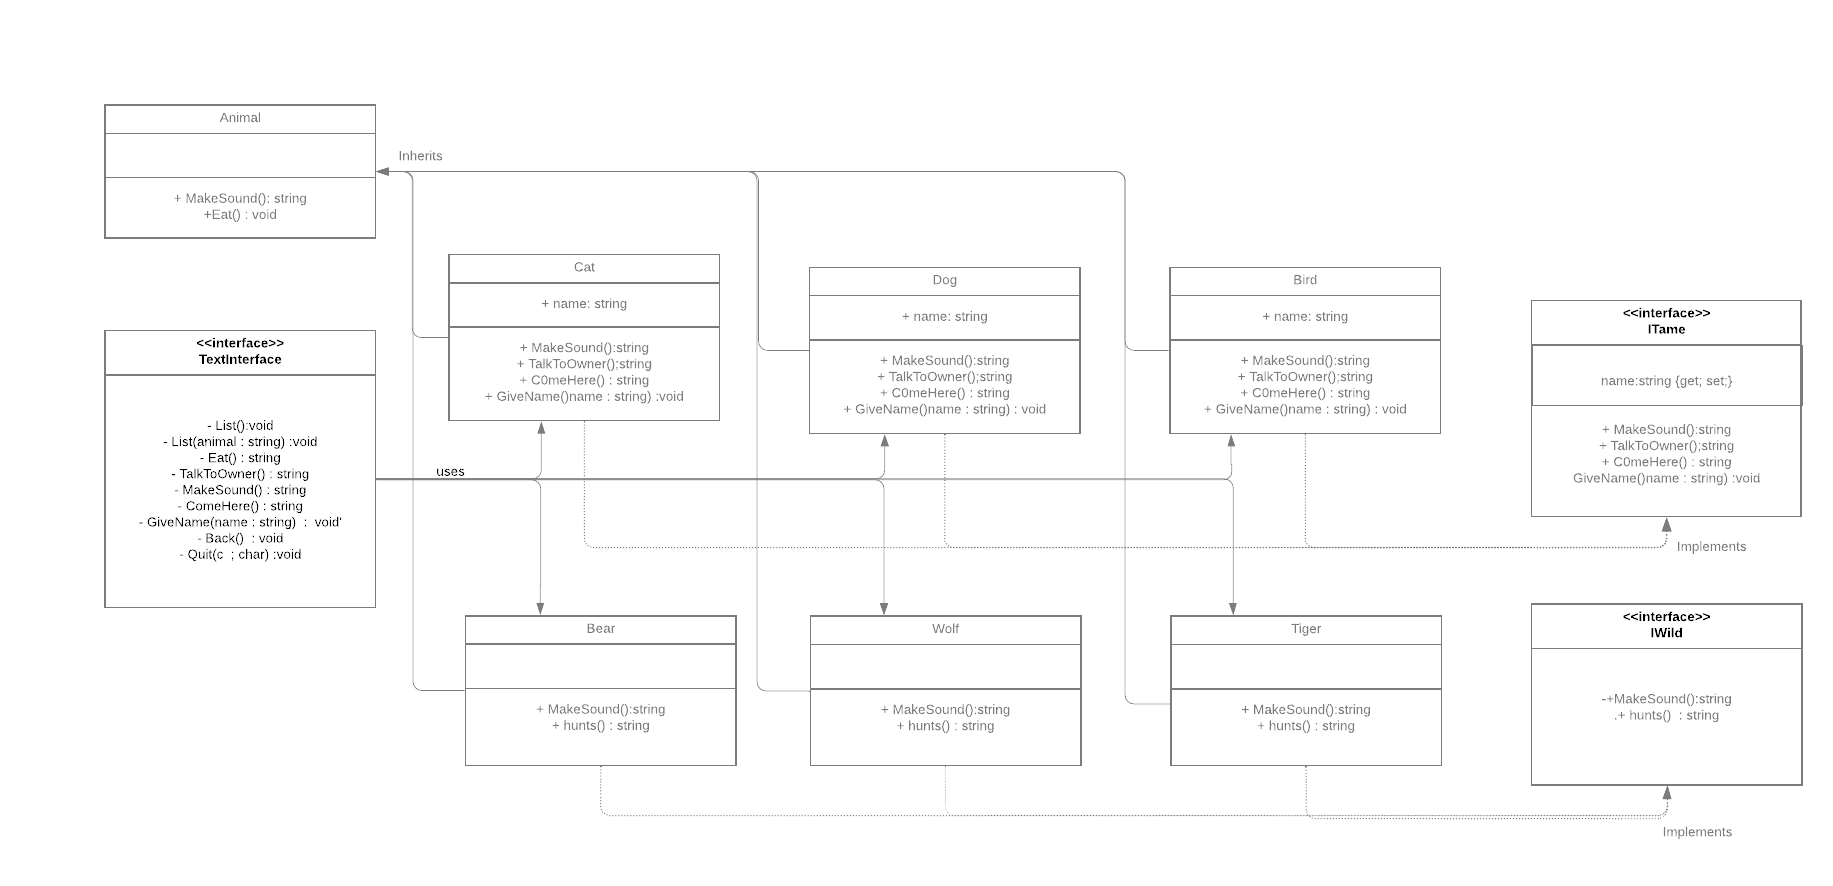 Animal
+ MakeSound(): string
+Eat() : void
Inherits
Cat
+ name: string
+ MakeSound():string
+ TalkToOwner();string
+ C0meHere() : string
+ GiveName()name : string) :void
Dog
+ name: string
+ MakeSound():string
+ TalkToOwner();string
+ C0meHere() : string
+ GiveName()name : string) : void
Bird
+ name: string
+ MakeSound():string
+ TalkToOwner();string
+ C0meHere() : string
+ GiveName()name : string) : void
<<interface>>
ITame
name:string {get; set;}
+ MakeSound():string
+ TalkToOwner();string
+ C0meHere() : string
GiveName()name : string) :void
Implements
<<interface>>
TextInterface
- List():void
- List(animal : string) :void
- Eat() : string
- TalkToOwner() : string
- MakeSound() : string
- ComeHere() : string
- GiveName(name : string)  :  void'
- Back()  : void
- Quit(c  ; char) :void
uses
Bear
+ MakeSound():string
+ hunts() : string
Wolf
+ MakeSound():string
+ hunts() : string
Tiger
+ MakeSound():string
+ hunts() : string
<<interface>>
IWild
-+MakeSound():string
.+ hunts()  : string
Implements